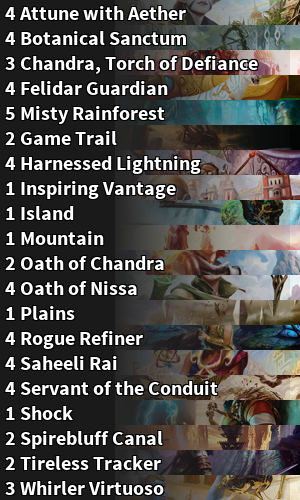 4 Attune with Aether
4 Botanical Sanctum
3 Chandra, Torch of Defiance
4 Felidar Guardian
5 Misty Rainforest
2 Game Trail
4 Harnessed Lightning
1 Inspiring Vantage
1 Island
1 Mountain
2 Oath of Chandra
4 Oath of Nissa
1 Plains
4 Rogue Refiner
4 Saheeli Rai
4 Servant of the Conduit
1 Shock
2 Spirebluff Canal
2 Tireless Tracker
3 Whirler Virtuoso